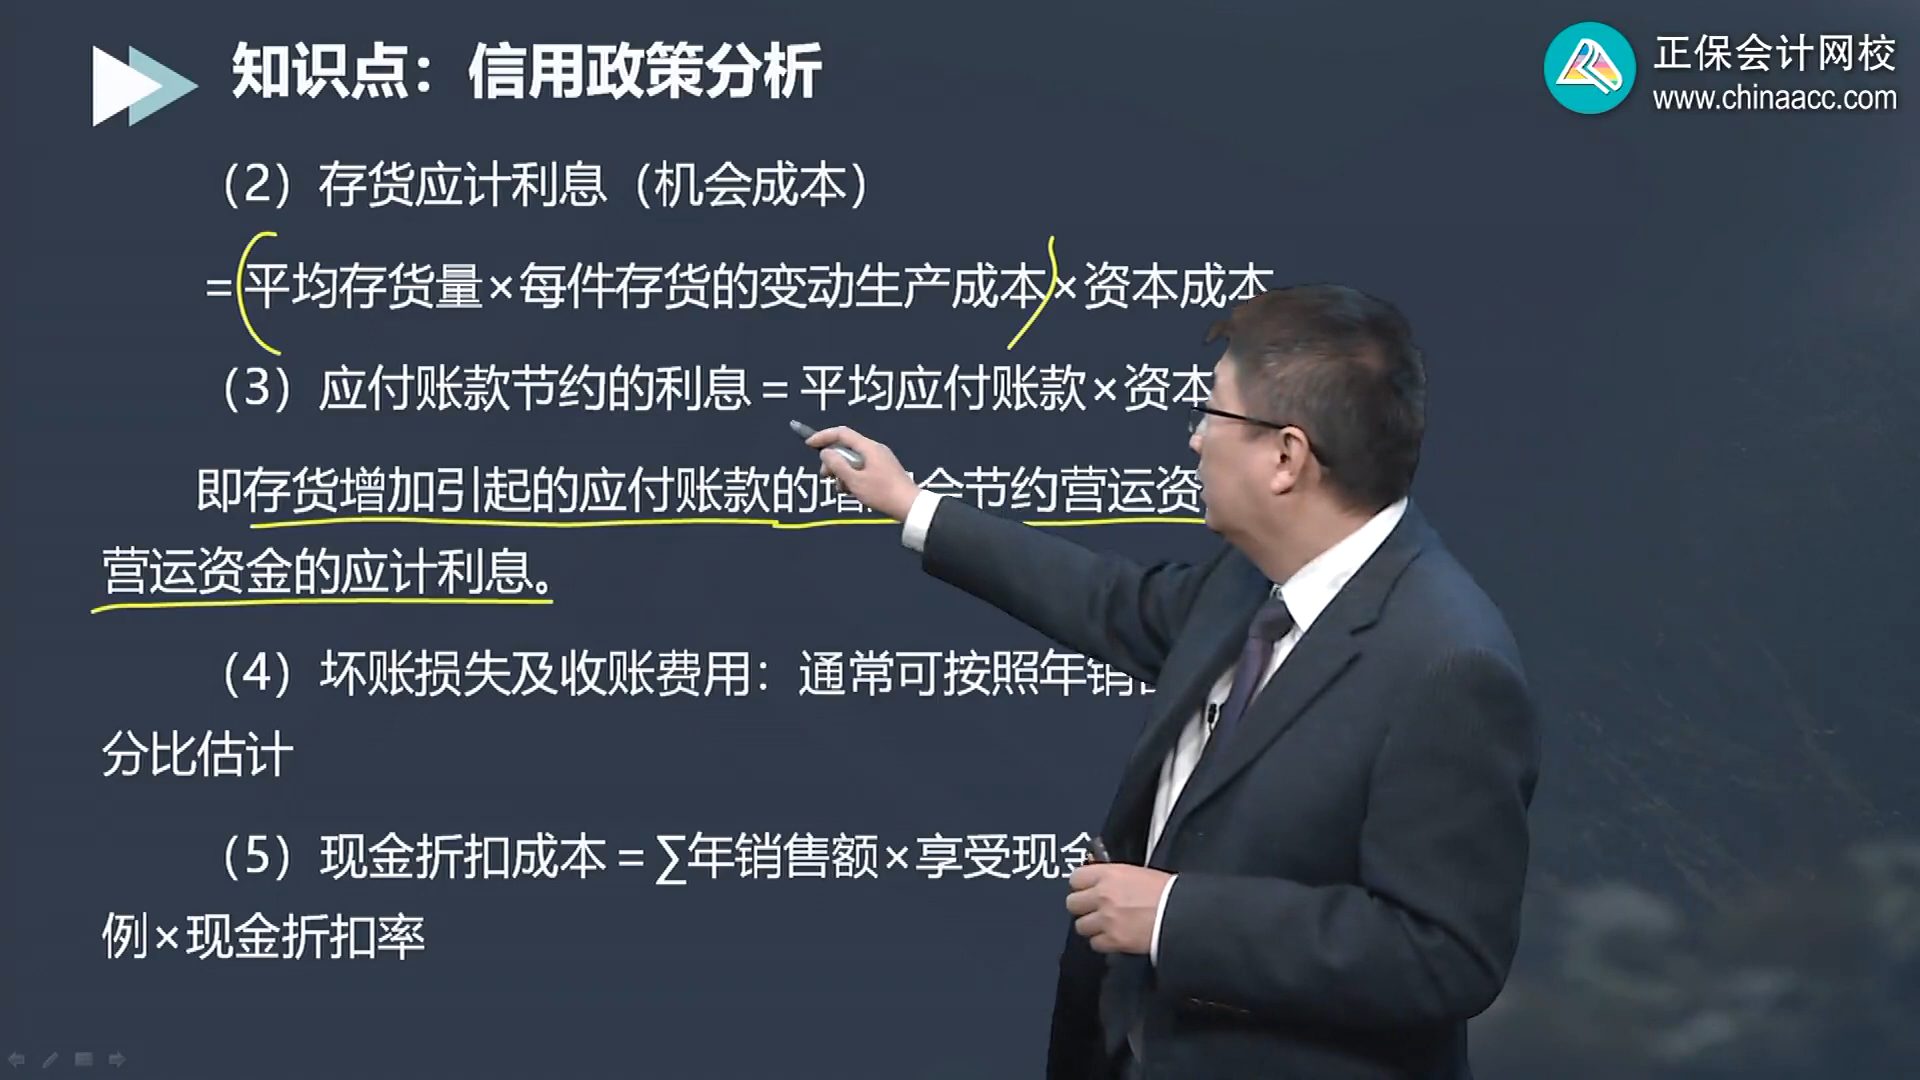 知识点：信用政策分析
正保会计网校
www.chinaacc.com
（2）存货应计利息（机会成本）
=平均存货量×每件存货的变动生产成本×资本成本
（3）应付账款节约的利息=平均应付账款×资本
即存货增加引起的应付账款的增 会节约营运资
营运资金的应计利息。
（4）坏账损失及收账费用：通常可按照年销
分比估计
（5）现金折扣成本=∑年销售额×享受现金
例×现金折扣率